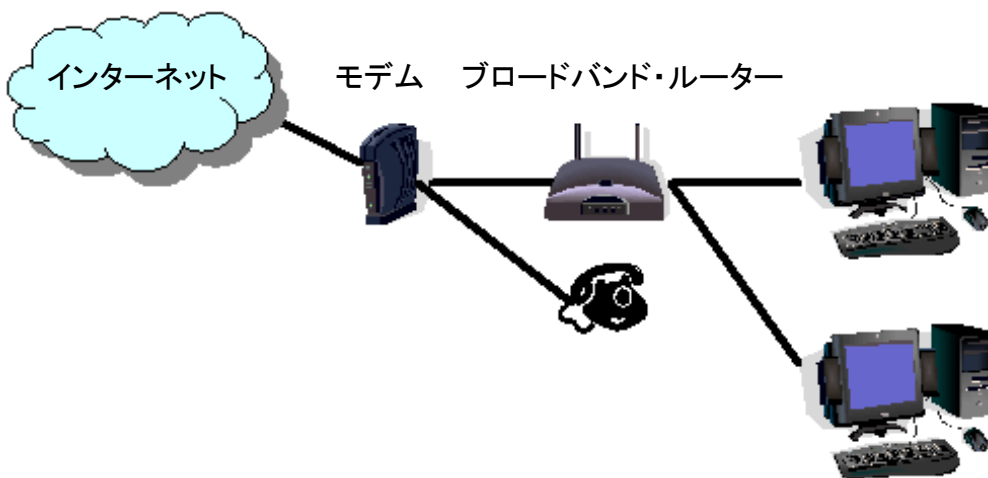 インターネット
モデム
ブロードバンド・ルーター